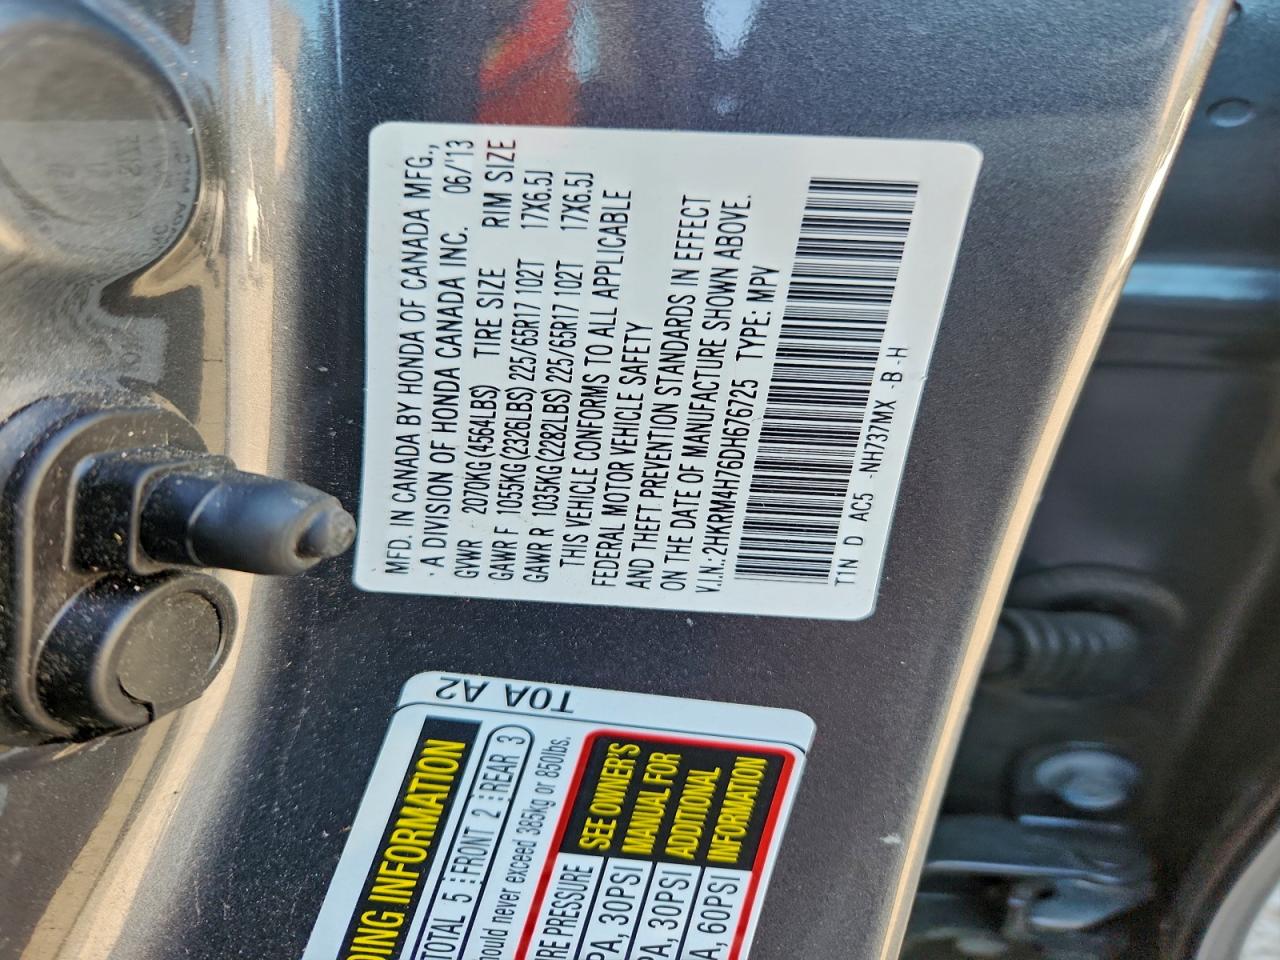 MFD. IN CANADA BY HONDA OF CANADA MFG.,
A DIVISION OF HONDA CANADA INC. 06/'13
GVWR 2070KG(4564LBS) TIRE SIZE RIM SIZE
GAWR F 1055KG(2326LBS) 225/65R17 102T 17X6.5J
GAWR R 1035KG(2282LBS) 225/65R17 102T 17X6.5J
THIS VEHICLE CONFORMS TO ALL APPLICABLE
FEDERAL MOTOR VEHICLE SAFETY
AND THEFT PREVENTION STANDARDS IN EFFECT
ON THE DATE OF MANUFACTURE SHOWN ABOVE.
V.I.N.:2HKRM4H76DH676725 TYPE: MPV
T1N D AC5 -NH737MX -B -H
T0A A2
DING INFORMATION
TOTAL 5 FRONT 2 REAR 3
ould never exceed 385kg or 850lbs.
IRE PRESSURE
PA, 30PSI
PA, 30PSI
A, 60PSI
SEE OWNER'S
MANUAL FOR
ADDITIONAL
INFORMATION